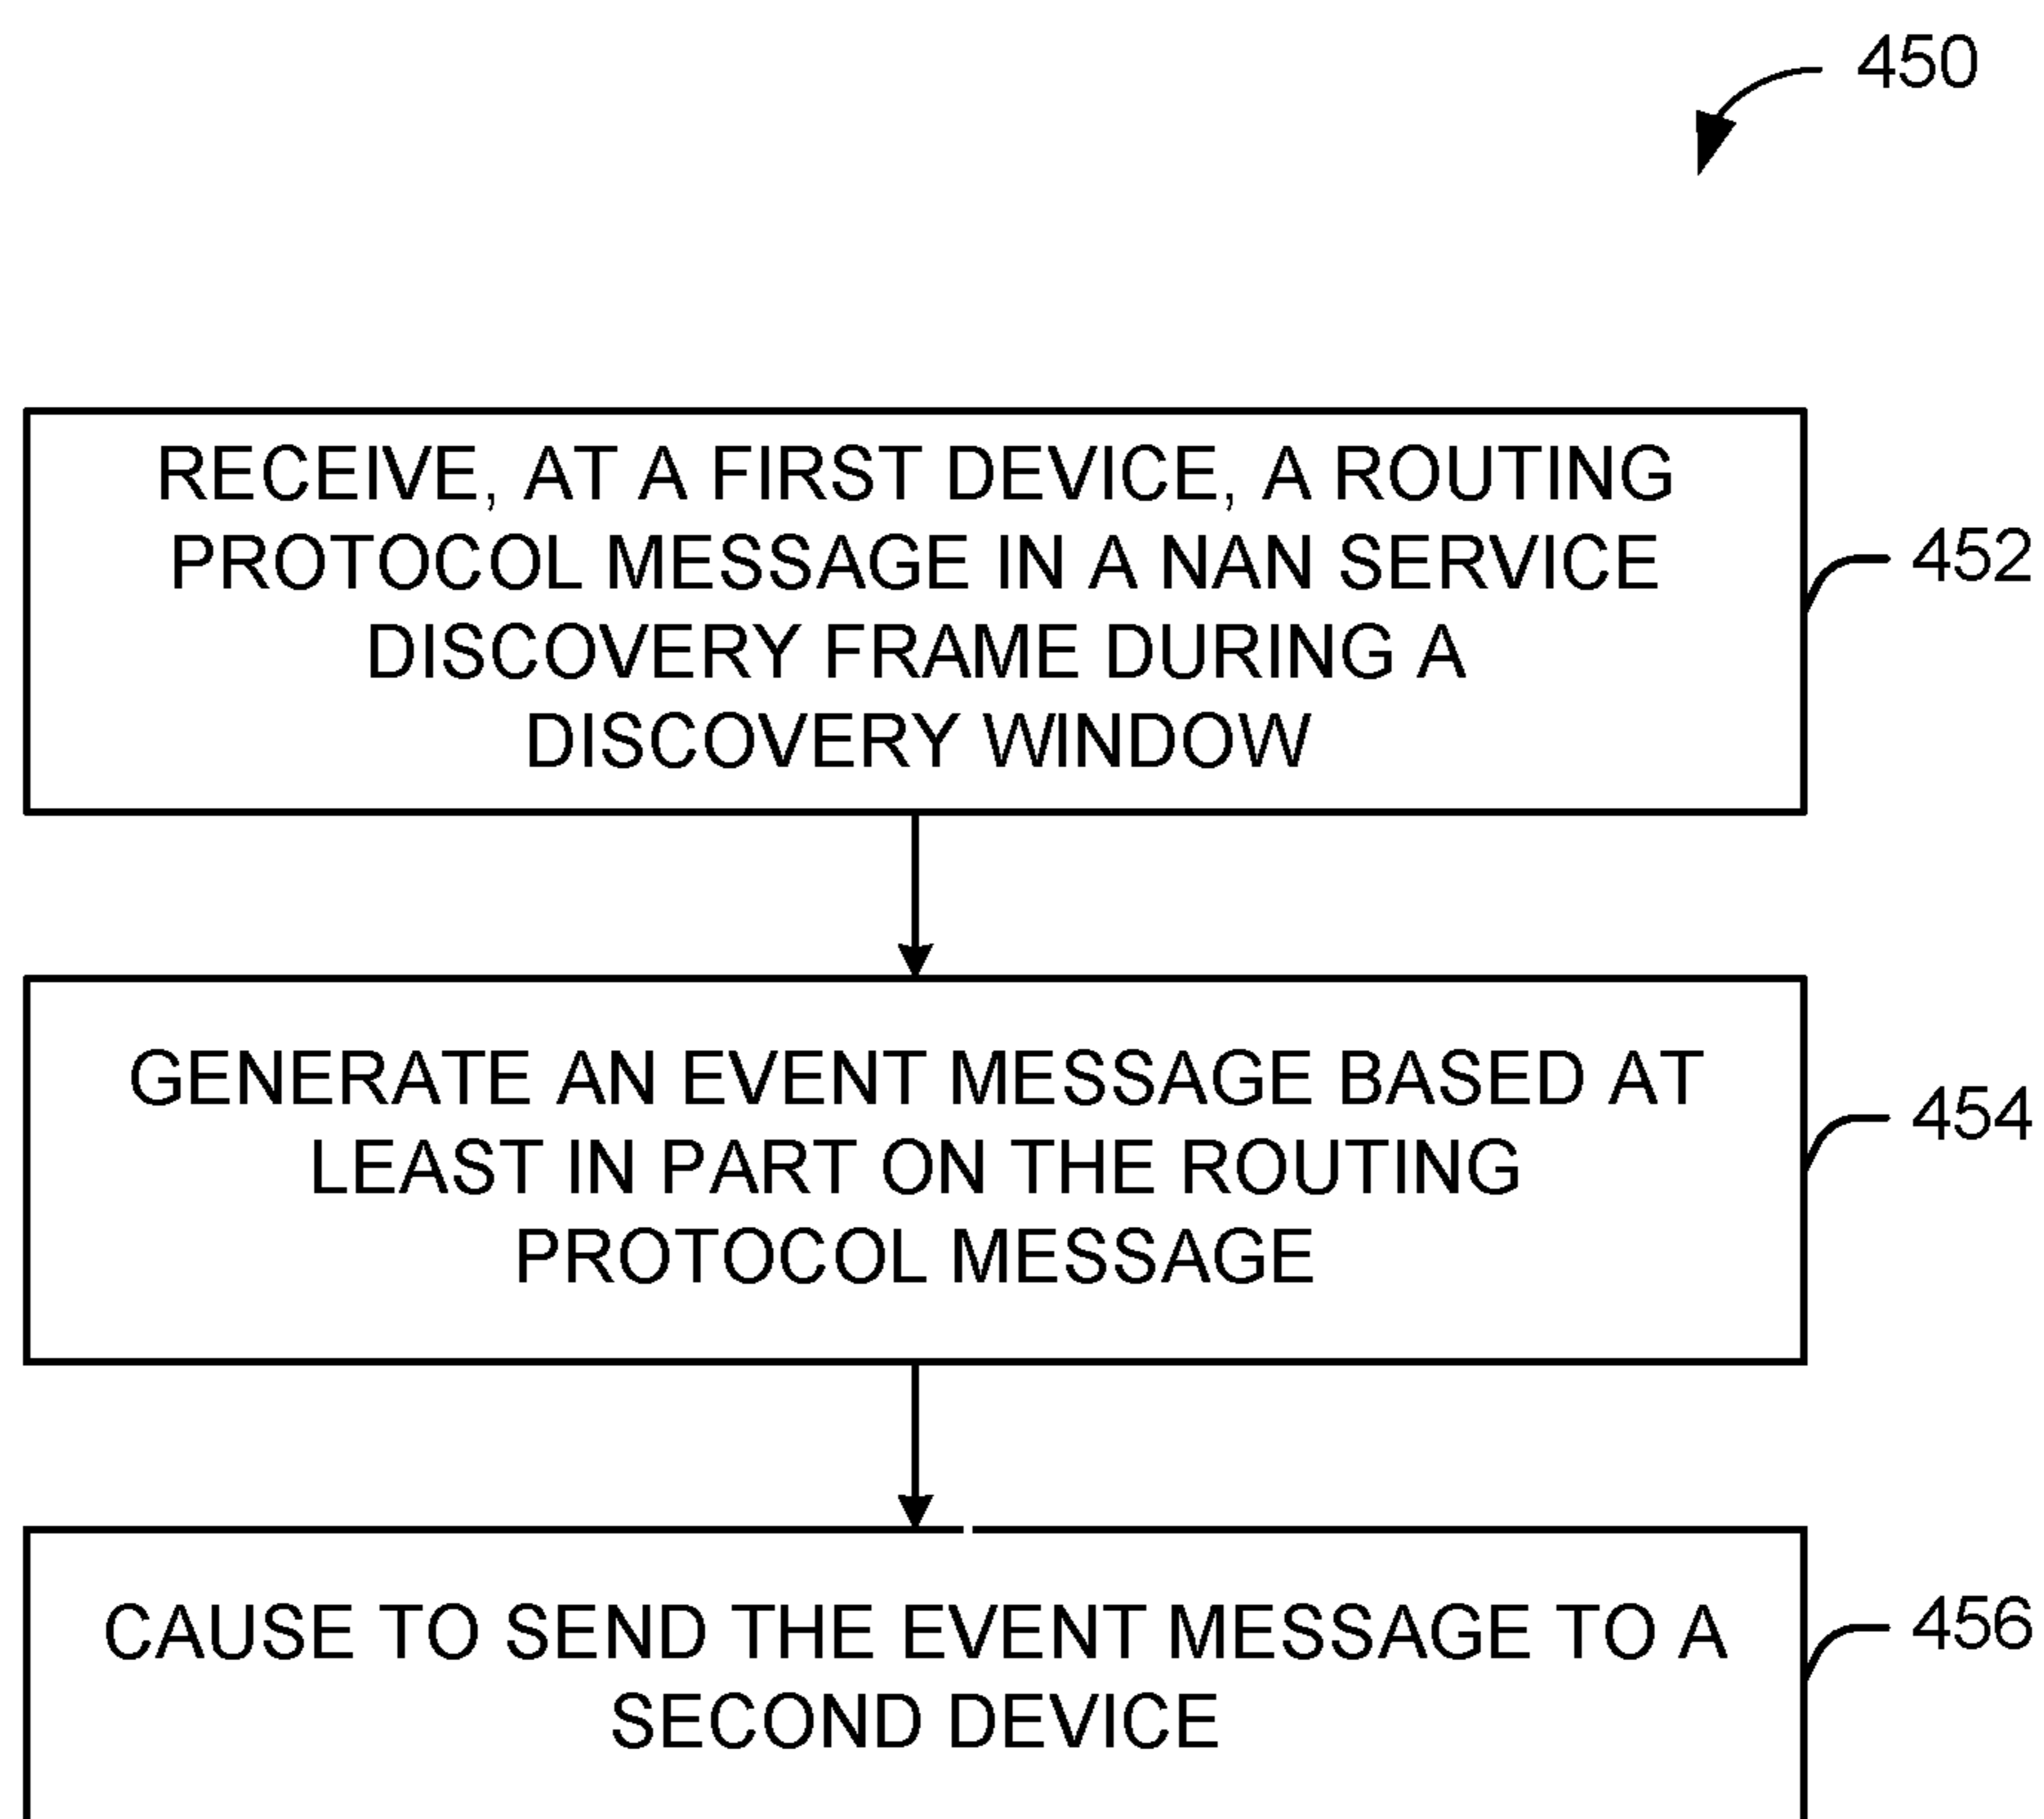 450
RECEIVE, AT A FIRST DEVICE, A ROUTING
PROTOCOL MESSAGE IN A NAN SERVICE
DISCOVERY FRAME DURING A
DISCOVERY WINDOW
452
GENERATE AN EVENT MESSAGE BASED AT
LEAST IN PART ON THE ROUTING
PROTOCOL MESSAGE
454
CAUSE TO SEND THE EVENT MESSAGE TO A
SECOND DEVICE
456